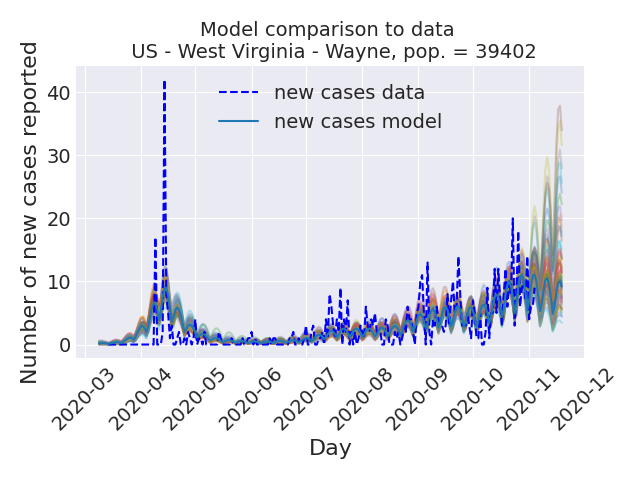 Model comparison to data
US - West Virginia - Wayne, pop. = 39402
Number of new cases reported
new cases data
new cases model
40
30
20
10
0
2020-03
2020-04
2020-05
2020-06
2020-07
2020-08
2020-09
2020-10
2020-11
2020-12
Day